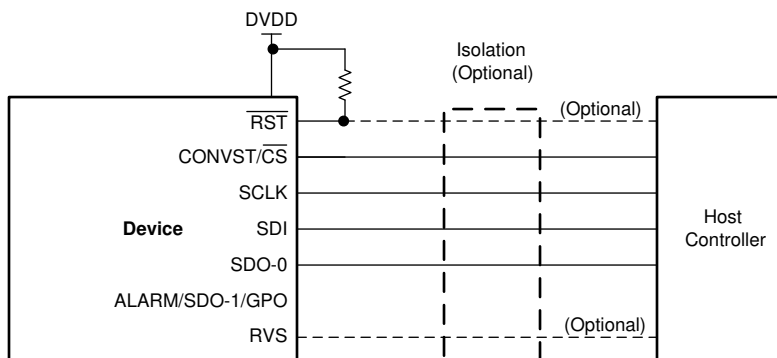 DVDD
Isolation
(Optional)
RST
(Optional)
CONVST/CS
SCLK
Device
SDI
SDO-0
ALARM/SDO-1/GPO
RVS
(Optional)
Host
Controller